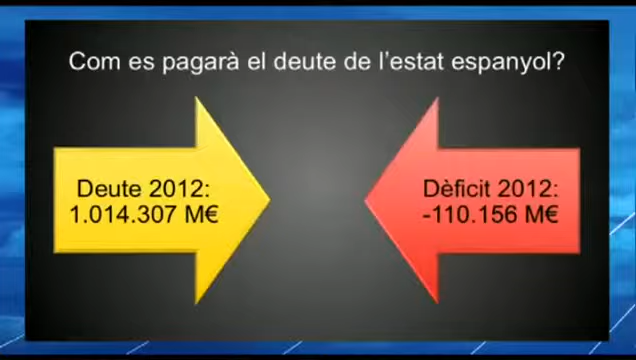 Com es pagarà el deute de l’estat espanyol?
Deute 2012:
1.014.307 M€
Dèficit 2012:
-110.156 M€